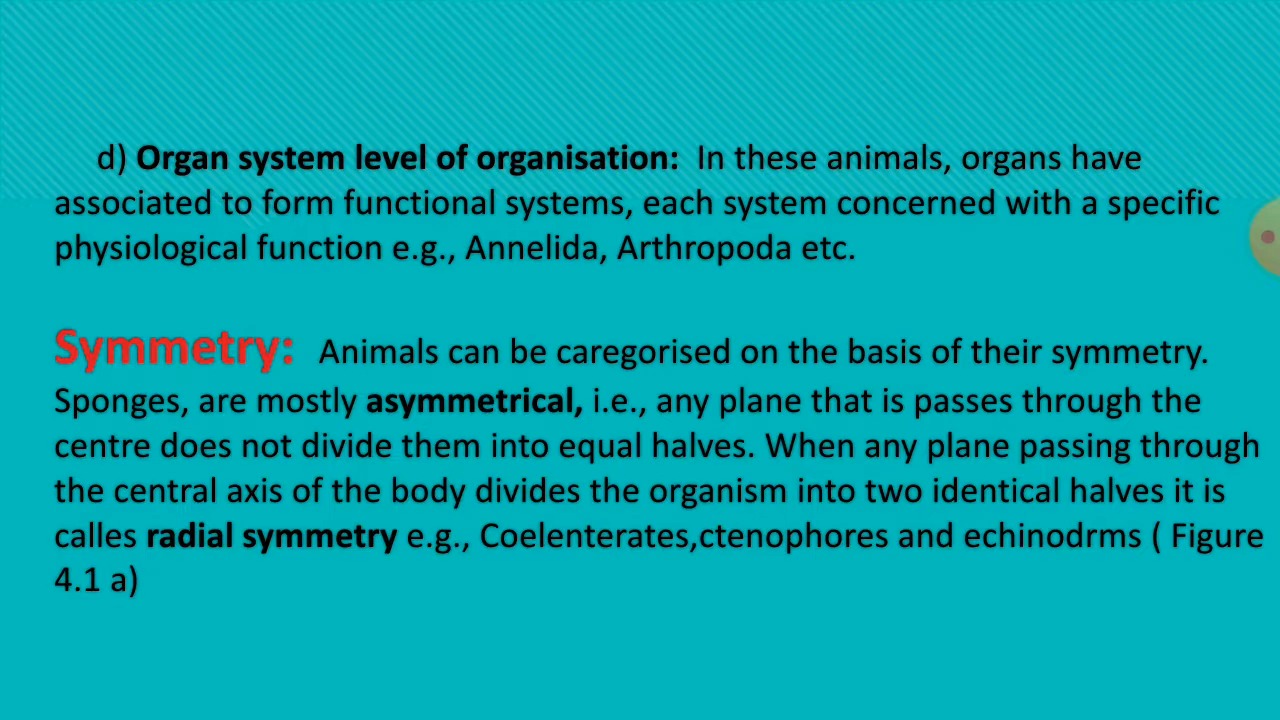 d) Organ system level of organisation: In these animals, organs have
associated to form functional systems, each system concerned with a specific
physiological function e.g., Annelida, Arthropoda etc.
Symmetry: Animals can be caregorised on the basis of their symmetry.
Sponges, are mostly asymmetrical, i.e., any plane that is passes through the
centre does not divide them into equal halves. When any plane passing through
the central axis of the body divides the organism into two identical halves it is
calles radial symmetry e.g., Coelenterates,ctenophores and echinodrms ( Figure
4.1 a)